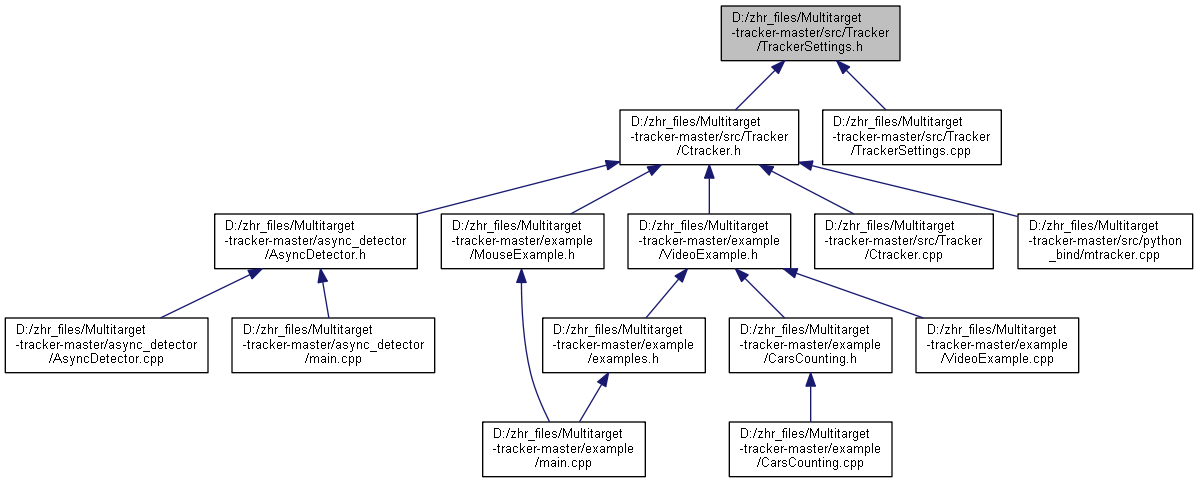 D:/zhr_files/Multitarget
-tracker-master/src/Tracker
/TrackerSettings.h
D:/zhr_files/Multitarget
-tracker-master/src/Tracker
/Ctracker.h
D:/zhr_files/Multitarget
-tracker-master/src/Tracker
/TrackerSettings.cpp
D:/zhr_files/Multitarget
-tracker-master/async_detector
/AsyncDetector.h
D:/zhr_files/Multitarget
-tracker-master/example
/MouseExample.h
D:/zhr_files/Multitarget
-tracker-master/example
/VideoExample.h
D:/zhr_files/Multitarget
-tracker-master/src/Tracker
/Ctracker.cpp
D:/zhr_files/Multitarget
-tracker-master/src/python
_bind/mtracker.cpp
D:/zhr_files/Multitarget
-tracker-master/async_detector
/AsyncDetector.cpp
D:/zhr_files/Multitarget
-tracker-master/async_detector
/main.cpp
D:/zhr_files/Multitarget
-tracker-master/example
/examples.h
D:/zhr_files/Multitarget
-tracker-master/example
/CarsCounting.h
D:/zhr_files/Multitarget
-tracker-master/example
/VideoExample.cpp
D:/zhr_files/Multitarget
-tracker-master/example
/main.cpp
D:/zhr_files/Multitarget
-tracker-master/example
/CarsCounting.cpp